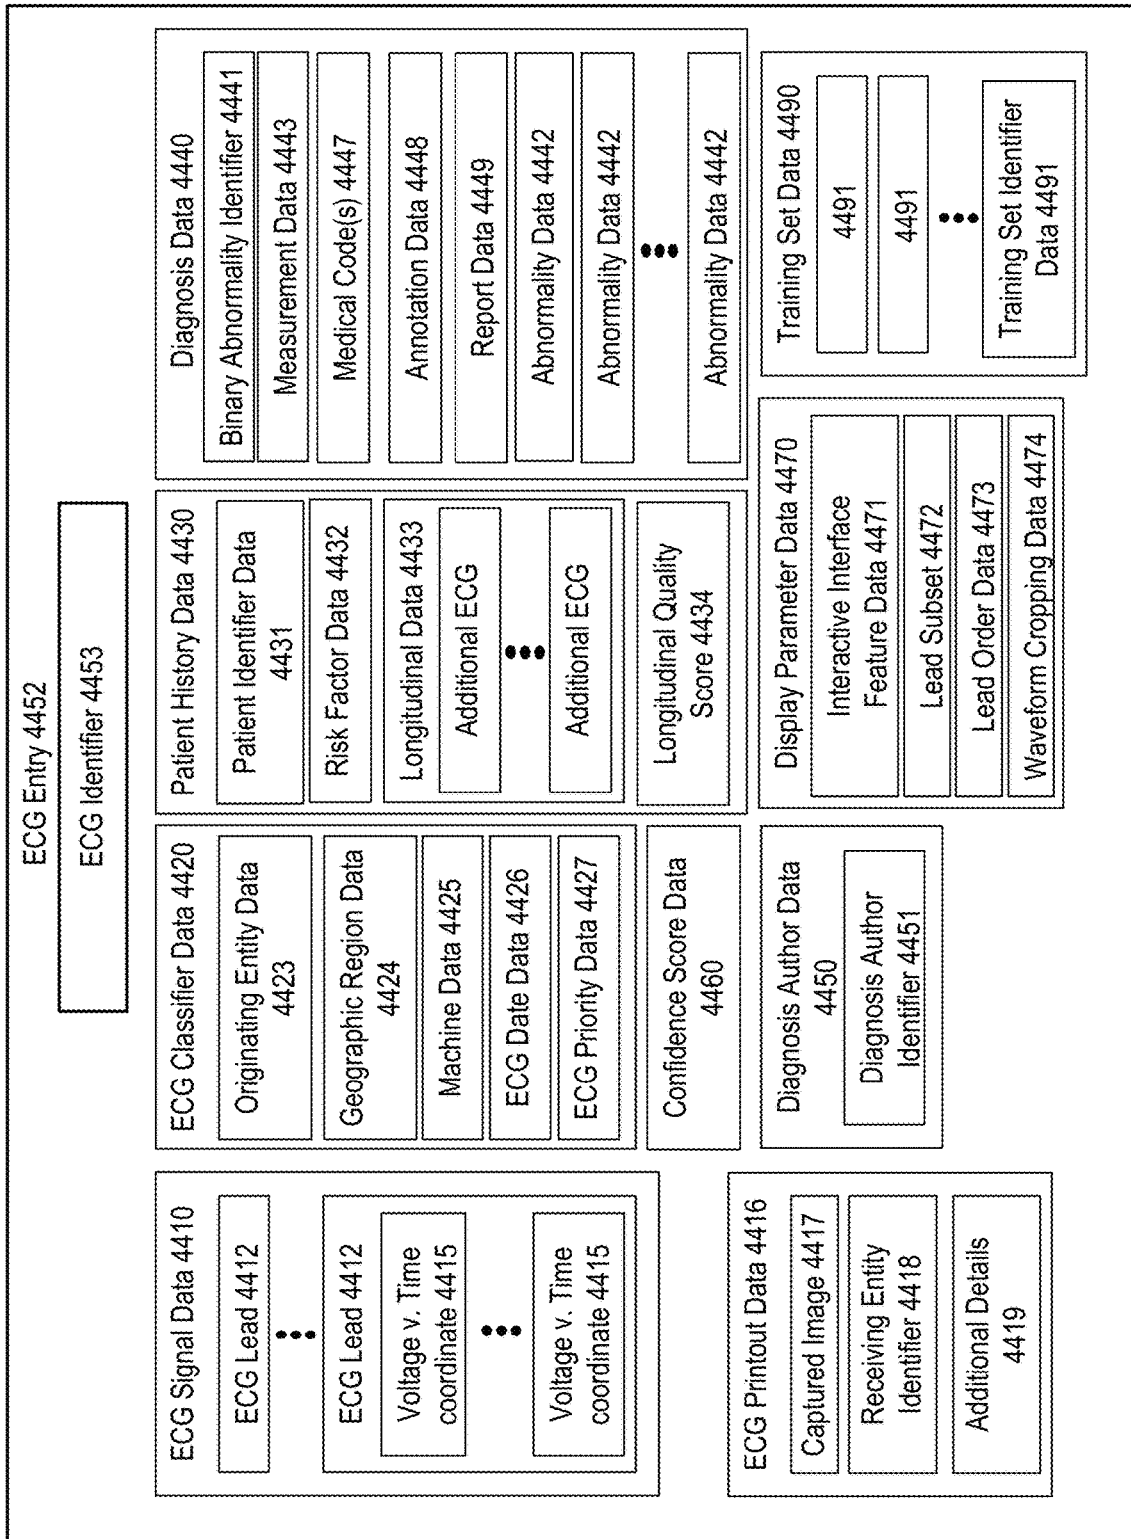 ECG Entry 4452
ECG Identifier 4453
ECG Signal Data 4410
ECG Lead 4412
ECG Lead 4412
Voltage v. Time
coordinate 4415
Voltage v. Time
coordinate 4415
ECG Printout Data 4416
Captured Image 4417
Receiving Entity
Identifier 4418
Additional Details
4419
ECG Classifier Data 4420
Originating Entity Data
4423
Geographic Region Data
4424
Machine Data 4425
ECG Date Data 4426
ECG Priority Data 4427
Confidence Score Data
4460
Diagnosis Author Data
4450
Diagnosis Author
Identifier 4451
Patient History Data 4430
Patient Identifier Data
4431
Risk Factor Data 4432
Longitudinal Data 4433
Additional ECG
Additional ECG
Longitudinal Quality
Score 4434
Display Parameter Data 4470
Interactive Interface
Feature Data 4471
Lead Subset 4472
Lead Order Data 4473
Waveform Cropping Data 4474
Diagnosis Data 4440
Binary Abnormality Identifier 4441
Measurement Data 4443
Medical Code(s) 4447
Annotation Data 4448
Report Data 4449
Abnormality Data 4442
Abnormality Data 4442
Abnormality Data 4442
Training Set Data 4490
4491
4491
Training Set Identifier
Data 4491